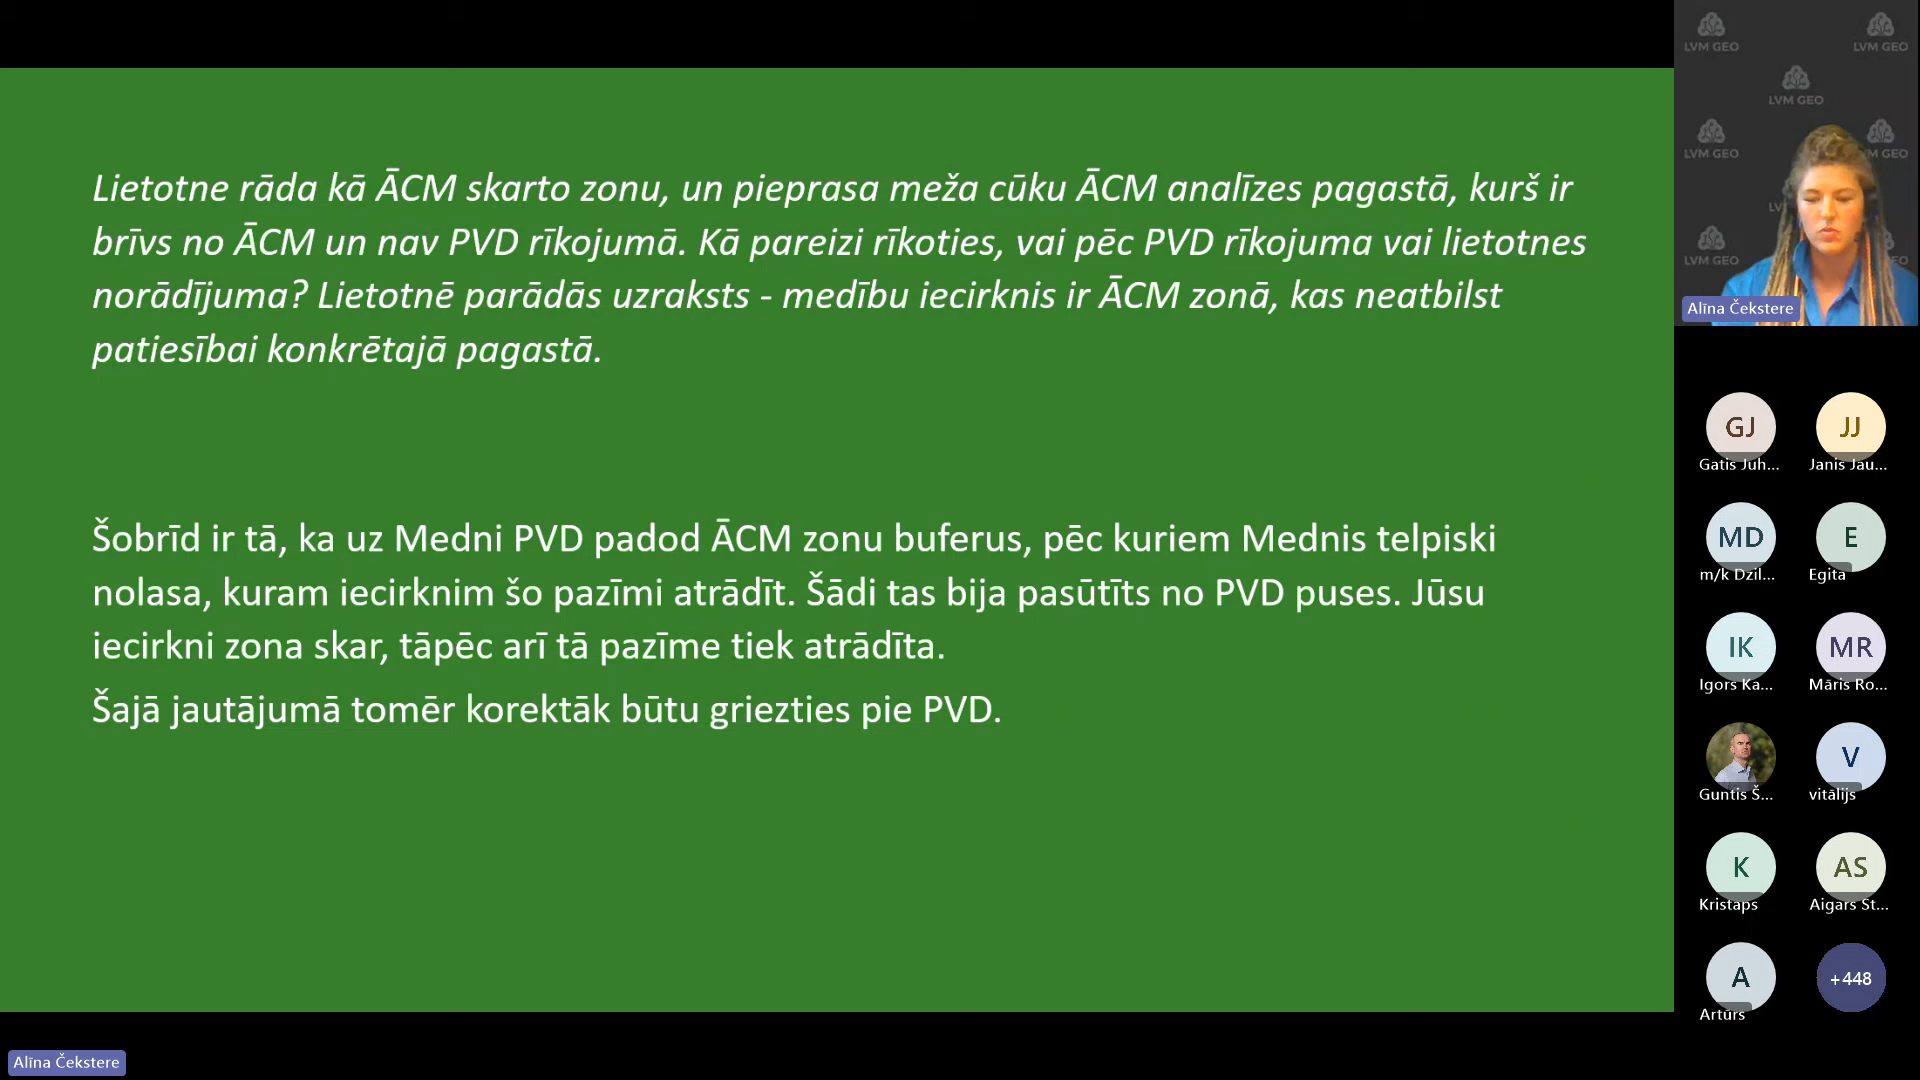 Lietotne rāda kā ĀCM skarto zonu, un pieprasa meža cūku ĀCM analīzes pagastā, kurš ir
brīvs no ĀCM un nav PVD rīkojumā. Kā pareizi rīkoties, vai pēc PVD rīkojuma vai lietotnes
norādījuma? Lietotnē parādās uzraksts - medību iecirknis ir ĀCM zonā, kas neatbilst
patiesībai konkrētajā pagastā.
Šobrīd ir tā, ka uz Medni PVD padod ĀCM zonu buferus, pēc kuriem Mednis telpiski
nolasa, kuram iecirknim šo pazīmi atrādīt. Šādi tas bija pasūtīts no PVD puses. Jūsu
iecirkni zona skar, tāpēc arī tā pazīme tiek atrādīta.
Šajā jautājumā tomēr korektāk būtu griezties pie PVD.
LVM GEO
LVM GEO
LVM GEO
LVM GEO
LVM GEO
Alīna Čekstere
GJ
JJ
Gatis Juh...
Janis Jau...
MD
E
m/k Dzil...
Egita
IK
MR
Igors Ka...
Māris Ro...
V
Guntis Š...
vitālijs
K
AS
Kristaps
Aigars St...
A
+448
Artūrs
Alīna Čekstere